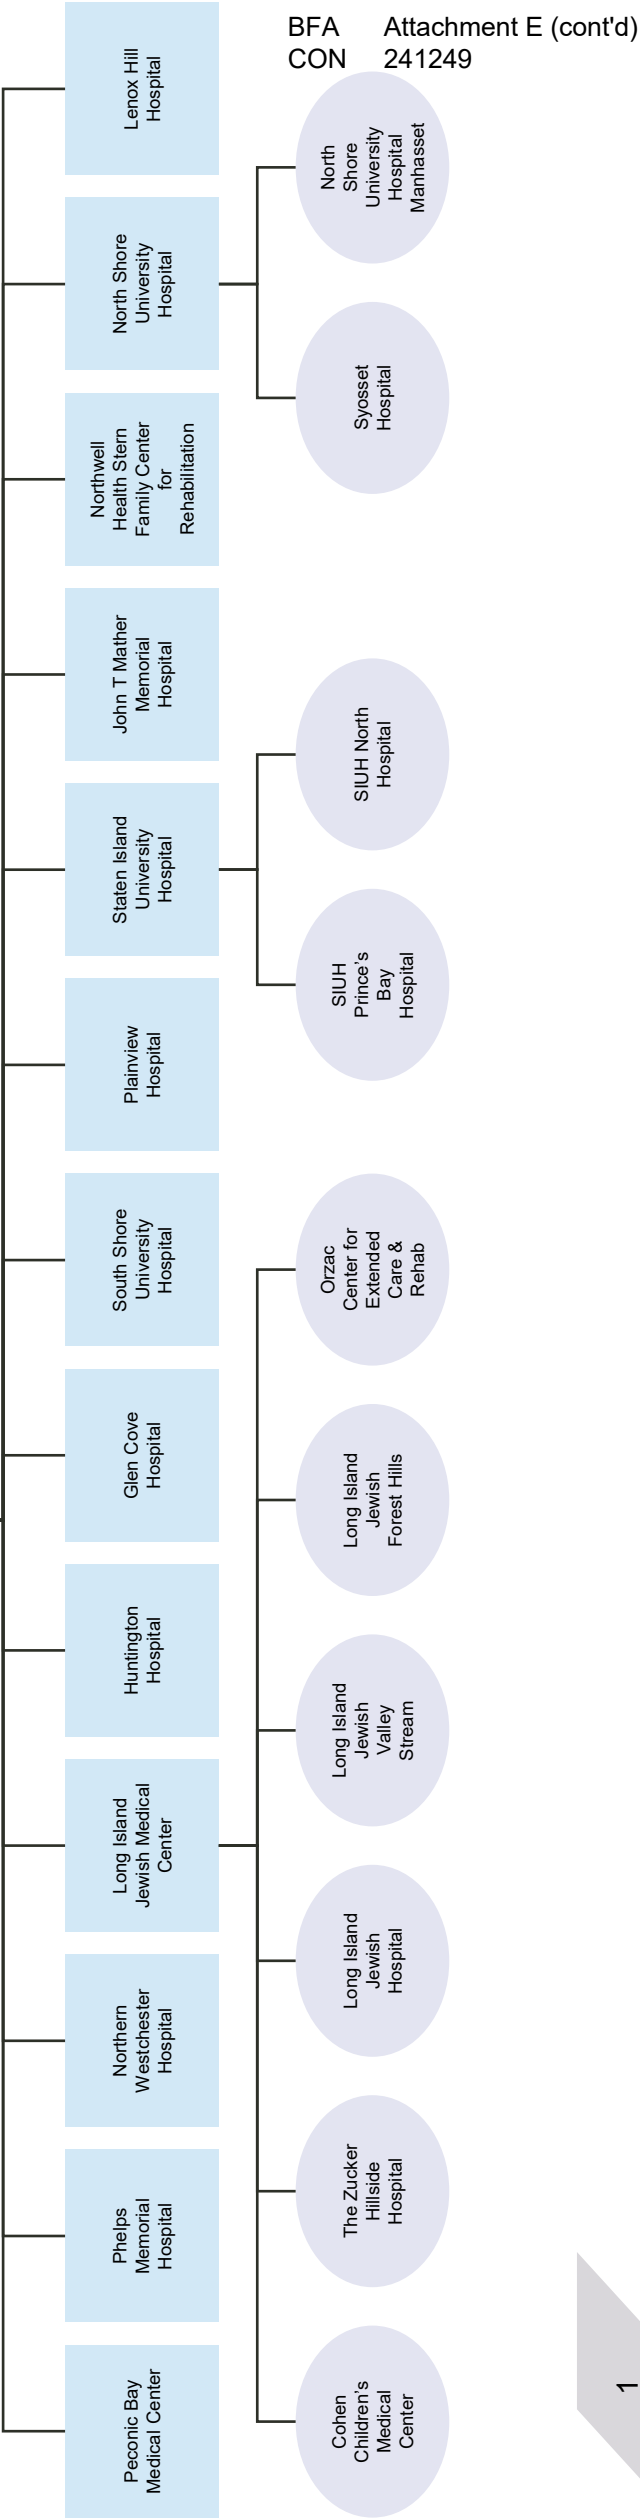 BFA Attachment E (cont'd)
CON 241249
Peconic Bay
Medical Center
Phelps
Memorial
Hospital
Northern
Westchester
Hospital
Long Island
Jewish Medical
Center
Huntington
Hospital
Glen Cove
Hospital
South Shore
University
Hospital
Plainview
Hospital
Staten Island
University
Hospital
John T Mather
Memorial
Hospital
Northwell
Health Stern
Family Center
for
Rehabilitation
North Shore
University
Hospital
Lenox Hill
Hospital
Cohen
Children's
Medical
Center
The Zucker
Hillside
Hospital
Long Island
Jewish
Hospital
Long Island
Jewish
Valley
Stream
Long Island
Jewish
Forest Hills
Orzac
Center for
Extended
Care &
Rehab
SIUH
Prince's
Bay
Hospital
SIUH North
Hospital
Syosset
Hospital
North
Shore
University
Hospital
Manhasset
1